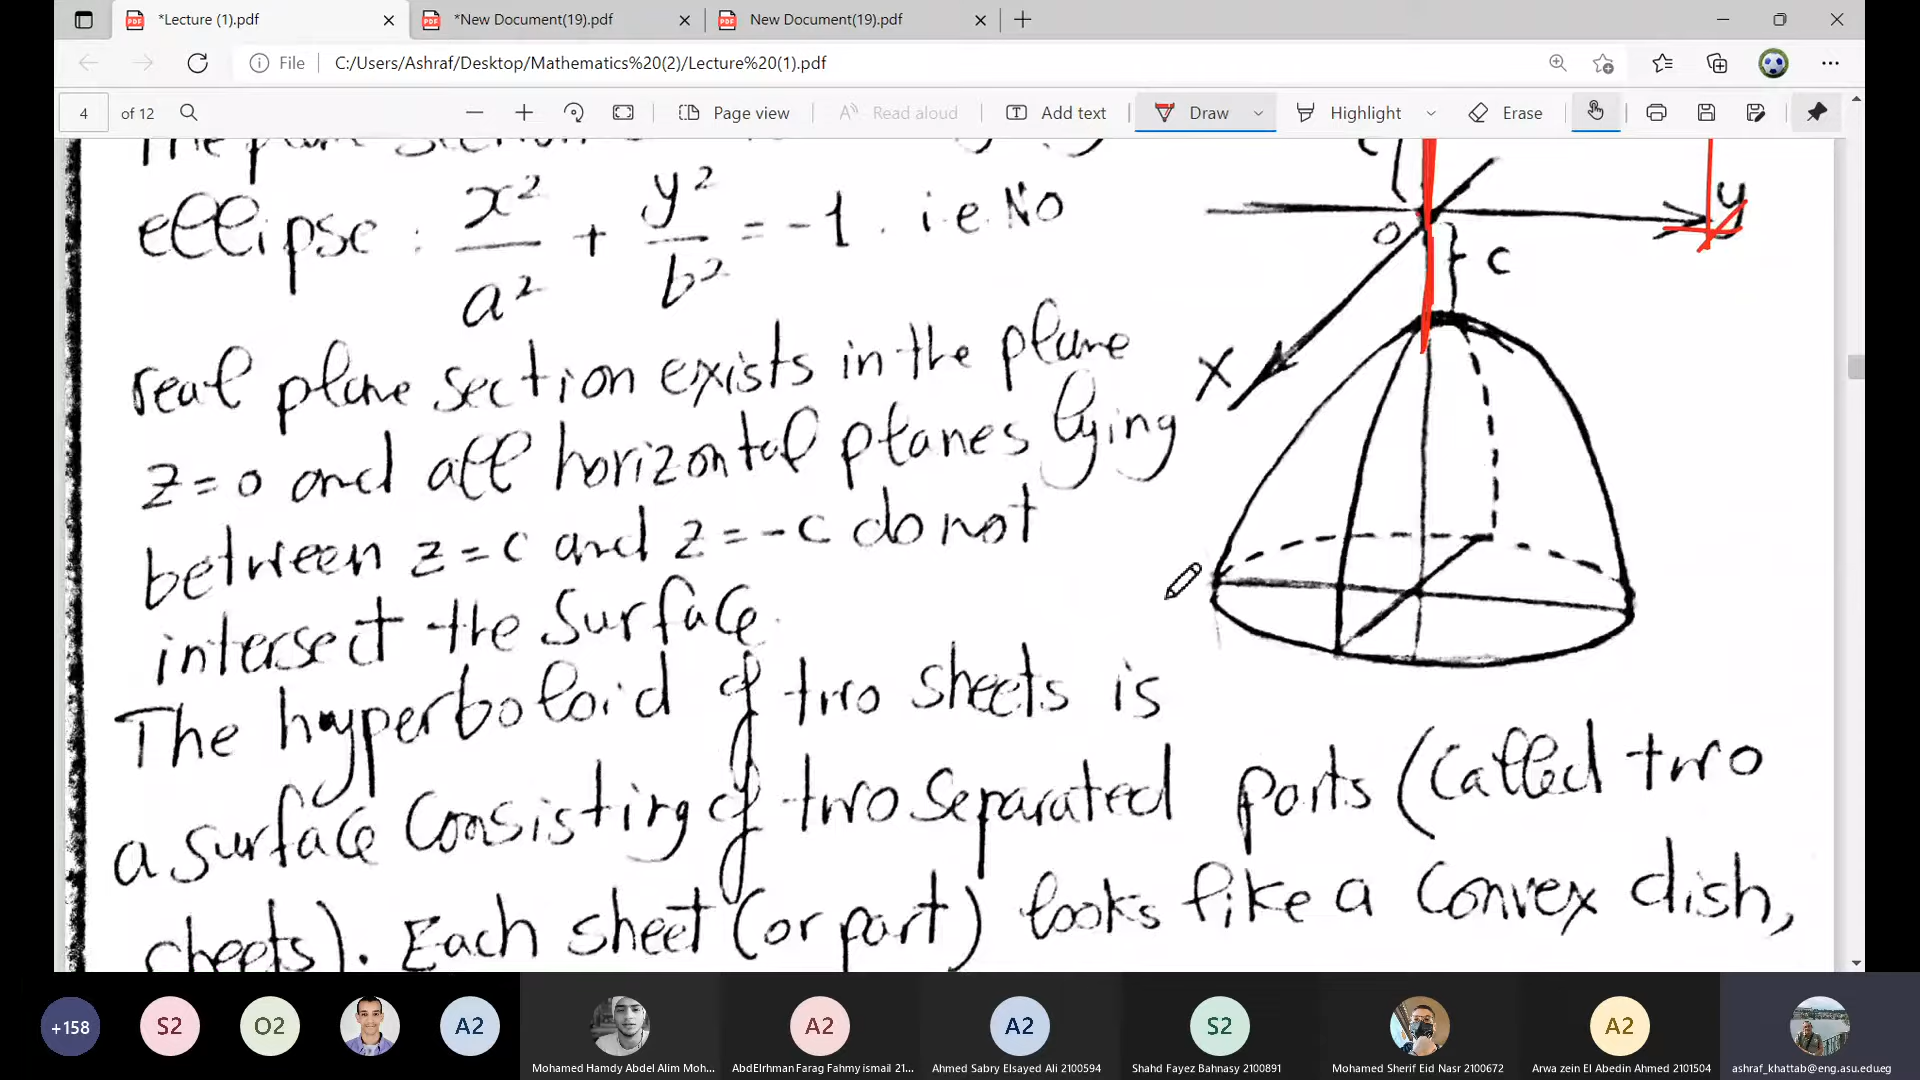 *Lecture (1).pdf
*New Document(19).pdf
New Document(19).pdf
File
C:/Users/Ashraf/Desktop/Mathematics%20(2)/Lecture%20(1).pdf
4 of 12
Page view
Read aloud
Add text
Draw
Highlight
Erase
The plane section
ellipse : x²/a² + y²/b² = -1 . i.e. No
real plane section exists in the plane
z = 0 and all horizontal planes lying
between z = c and z = -c do not
intersect the surface.
The hyperboloid of two sheets is
a surface consisting of two separated parts (called two
sheets). Each sheet (or part) looks like a convex dish,
y
O
C
X
+158
S2
O2
A2
Mohamed Hamdy Abdel Alim Moh...
A2
AbdElrhman Farag Fahmy ismail 21...
A2
Ahmed Sabry Elsayed Ali 2100594
S2
Shahd Fayez Bahnasy 2100891
Mohamed Sherif Eid Nasr 2100672
A2
Arwa zein El Abedin Ahmed 2101504
ashraf_khattab@eng.asu.edu.eg